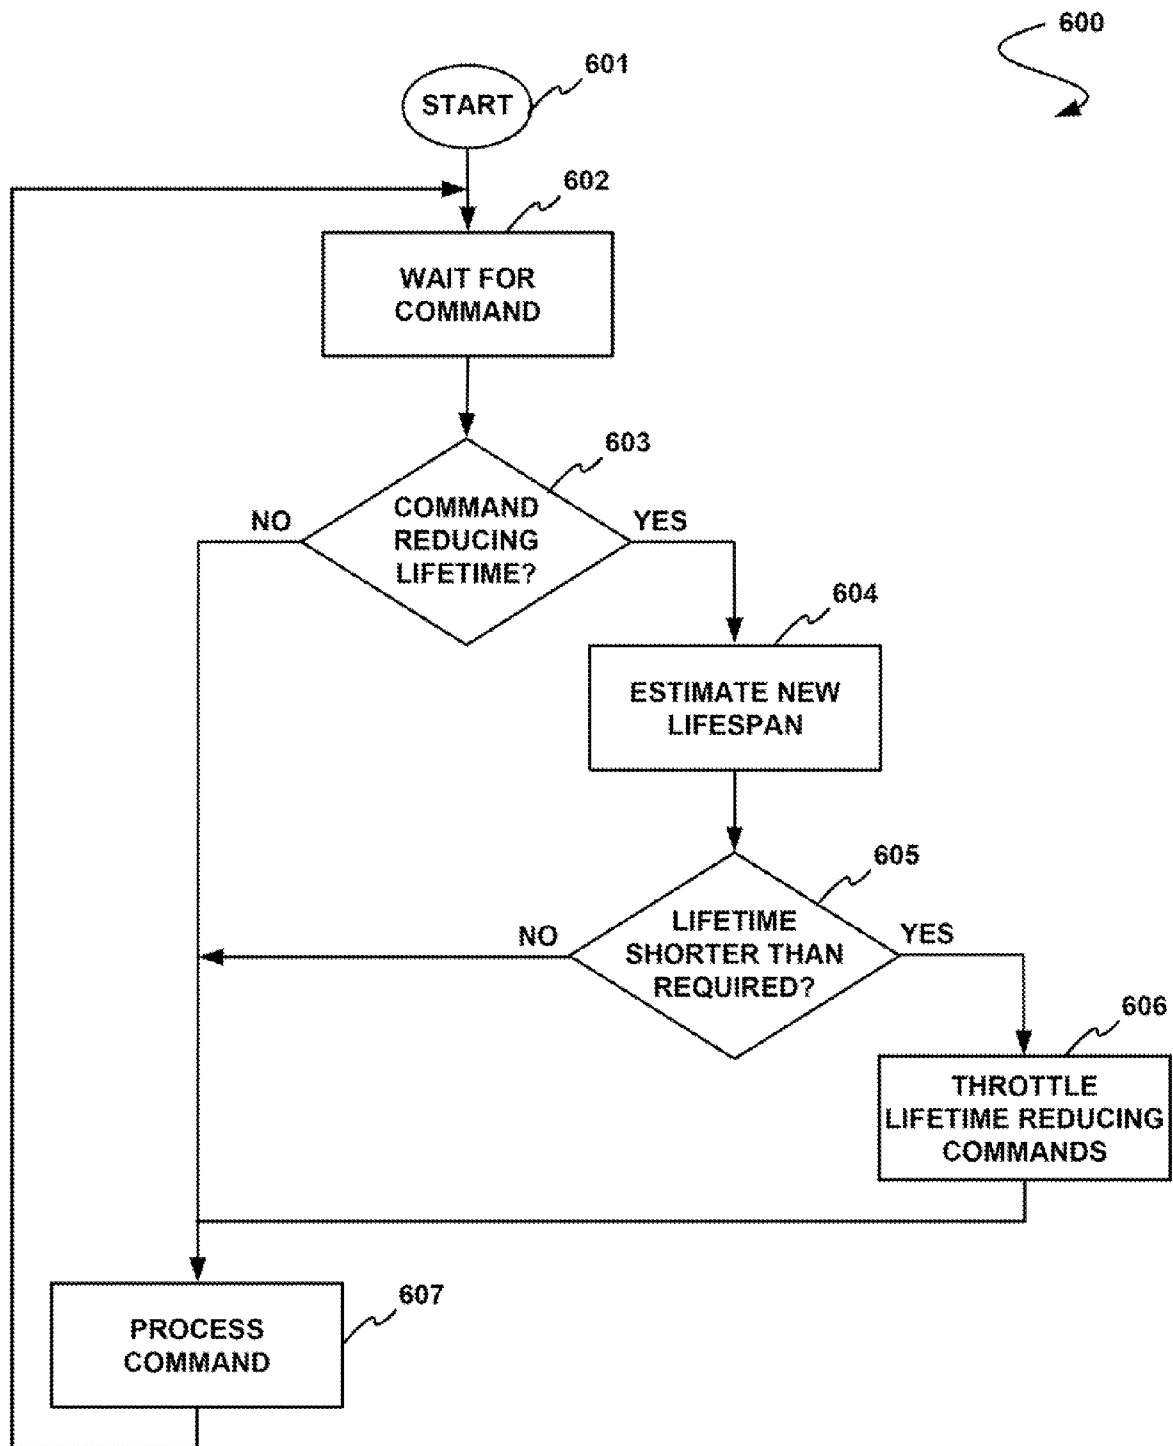 600
601
START
602
WAIT FOR
COMMAND
603
COMMAND
REDUCING
LIFETIME?
NO
YES
604
ESTIMATE NEW
LIFESPAN
605
LIFETIME
SHORTER THAN
REQUIRED?
NO
YES
606
THROTTLE
LIFETIME REDUCING
COMMANDS
607
PROCESS
COMMAND